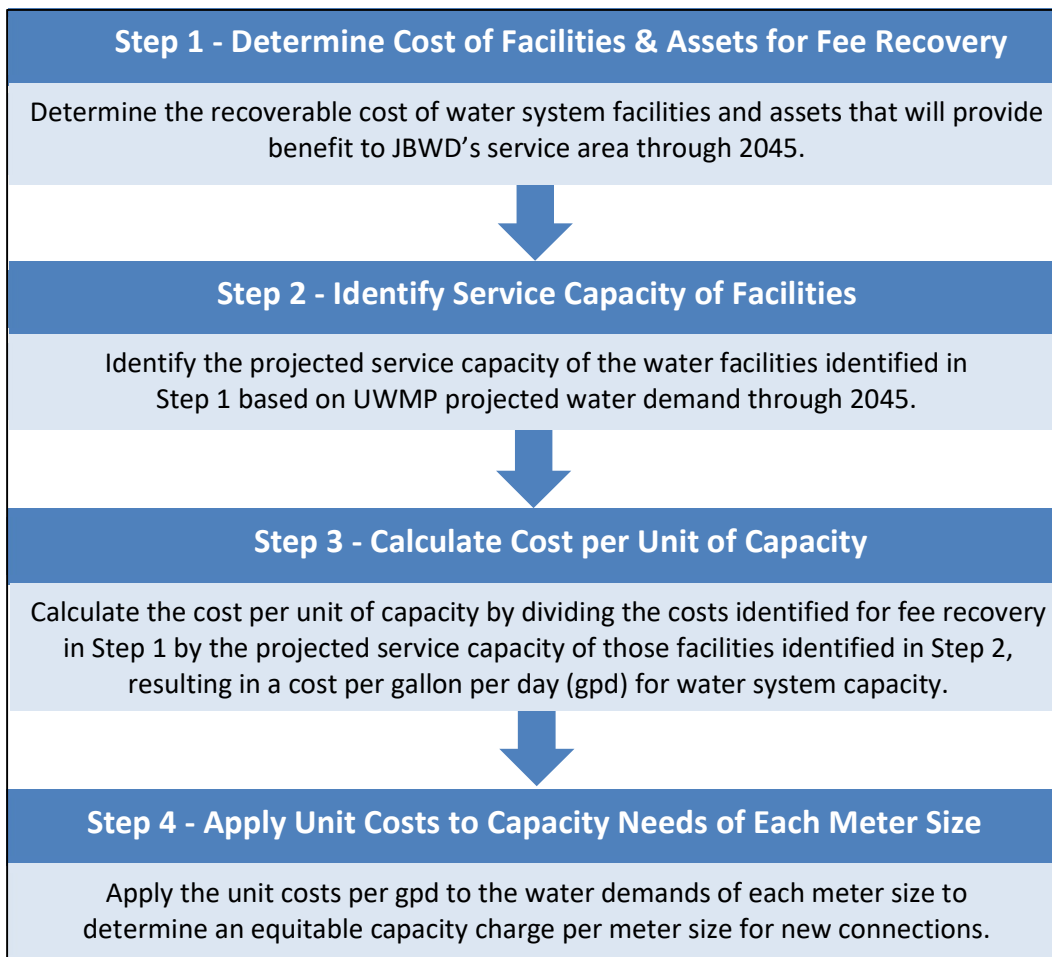 Step 1 - Determine Cost of Facilities & Assets for Fee Recovery
Determine the recoverable cost of water system facilities and assets that will provide
benefit to JBWD’s service area through 2045.
Step 2 - Identify Service Capacity of Facilities
Identify the projected service capacity of the water facilities identified in
Step 1 based on UWMP projected water demand through 2045.
Step 3 - Calculate Cost per Unit of Capacity
Calculate the cost per unit of capacity by dividing the costs identified for fee recovery
in Step 1 by the projected service capacity of those facilities identified in Step 2,
resulting in a cost per gallon per day (gpd) for water system capacity.
Step 4 - Apply Unit Costs to Capacity Needs of Each Meter Size
Apply the unit costs per gpd to the water demands of each meter size to
determine an equitable capacity charge per meter size for new connections.